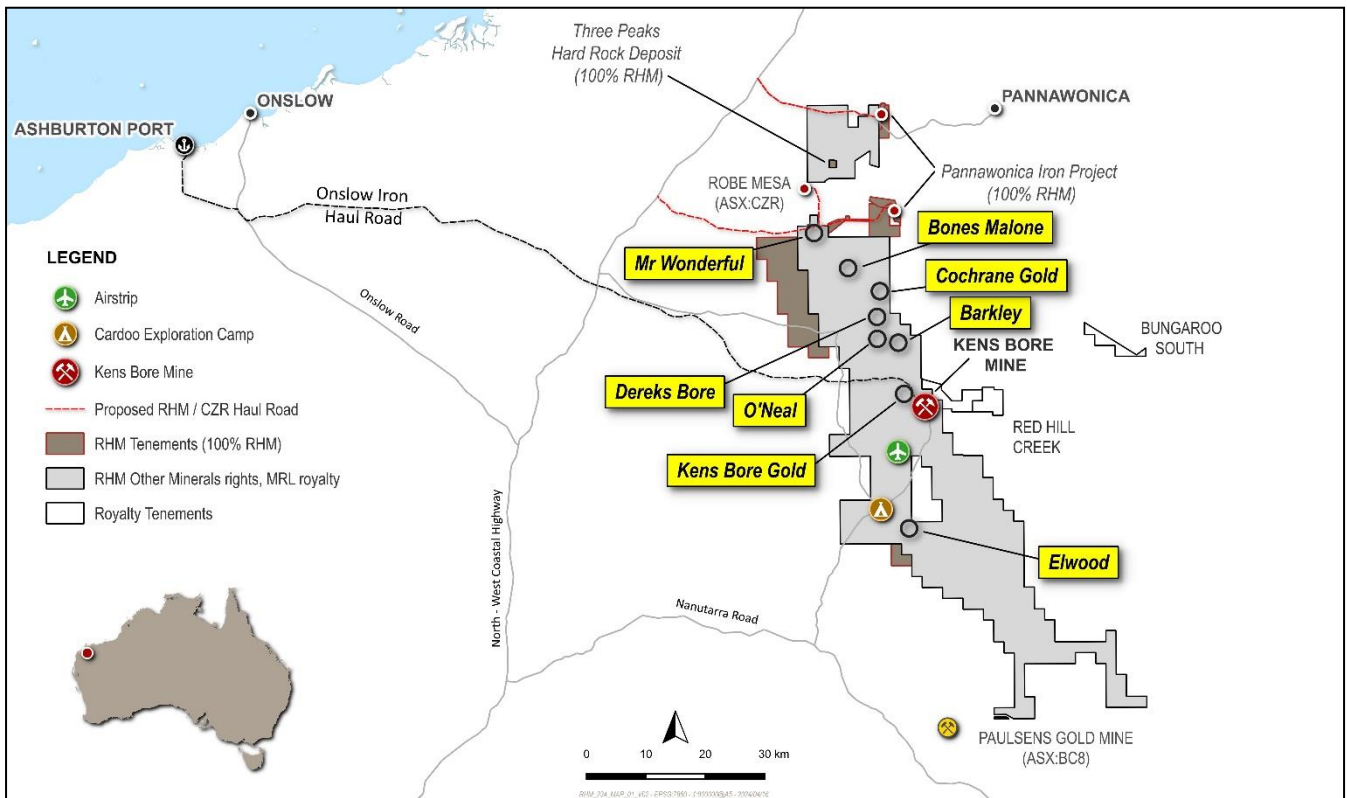 Three Peaks
Hard Rock Deposit
(100% RHM)
ONSLOW
PANNAWONICA
ASHBURTON PORT
Onslow Iron
Haul Road
ROBE MESA
(ASX:CZR)
Pannawonica Iron Project
(100% RHM)
Bones Malone
Mr Wonderful
Cochrane Gold
Barkley
KENS BORE
MINE
BUNGAROO
SOUTH
Dereks Bore
O'Neal
RED HILL
CREEK
Kens Bore Gold
Elwood
LEGEND
Airstrip
Cardoo Exploration Camp
Kens Bore Mine
Proposed RHM / CZR Haul Road
RHM Tenements (100% RHM)
RHM Other Minerals rights, MRL royalty
Royalty Tenements
Onslow Road
North - West Coastal Highway
Nanutarra Road
PAULSENS GOLD MINE
(ASX:BC8)
0 10 20 30 km